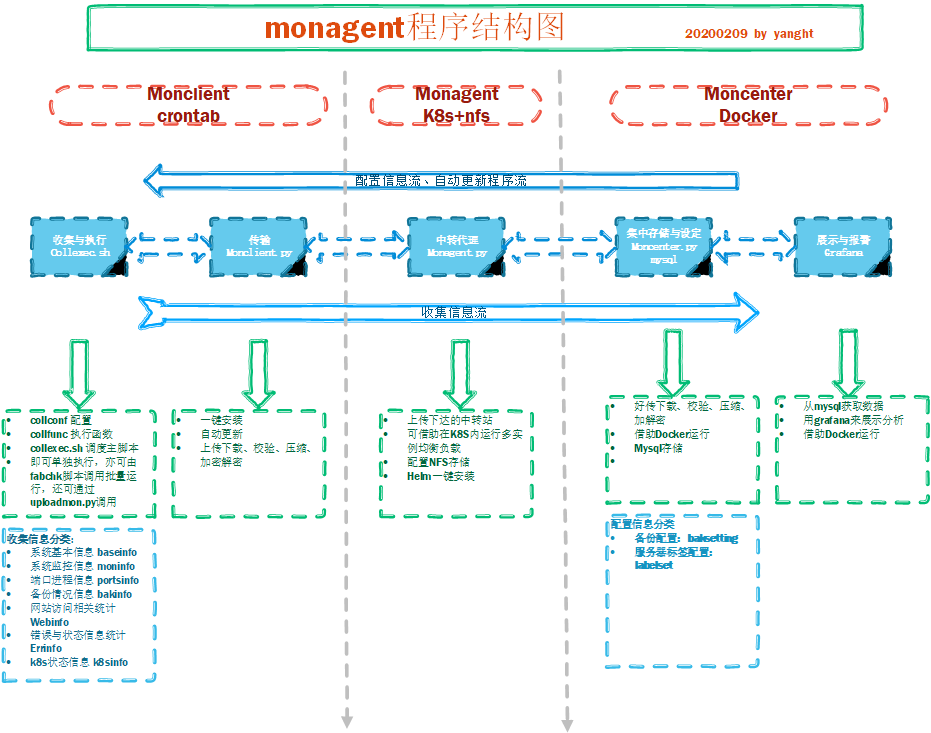 monagent程序结构图
20200209 by yanght
Monclient
crontab
Monagent
K8s+nfs
Moncenter
Docker
配置信息流、自动更新程序流
收集与执行
Collexec.sh
传输
Monclient.py
中转代理
Monagent.py
集中存储与设定
Moncenter.py
mysql
展示与报警
Grafana
收集信息流
• collconf 配置
• collfunc 执行函数
• collexec.sh 调度主脚本
• 即可单独执行，亦可由
fabchk脚本调用批量运
行，还可通过
uploadmon.py调用
• 一键安装
• 自动更新
• 上传下载、校验、压缩、
加密解密
• 上传下达的中转站
• 可借助在K8S内运行多实
例均衡负载
• 配置NFS存储
• Helm一键安装
• 好传下载、校验、压缩、
加解密
• 借助Docker运行
• Mysql存储
•
• 从mysql获取数据
• 用grafana来展示分析
• 借助Docker运行
收集信息分类:
• 系统基本信息 baseinfo
• 系统监控信息 moninfo
• 端口进程信息 portsinfo
• 备份情况信息 bakinfo
• 网站访问相关统计
Webinfo
• 错误与状态信息统计
Errinfo
• k8s状态信息 k8sinfo
配置信息分类
• 备份配置：baksetting
• 服务器标签配置：
labelset